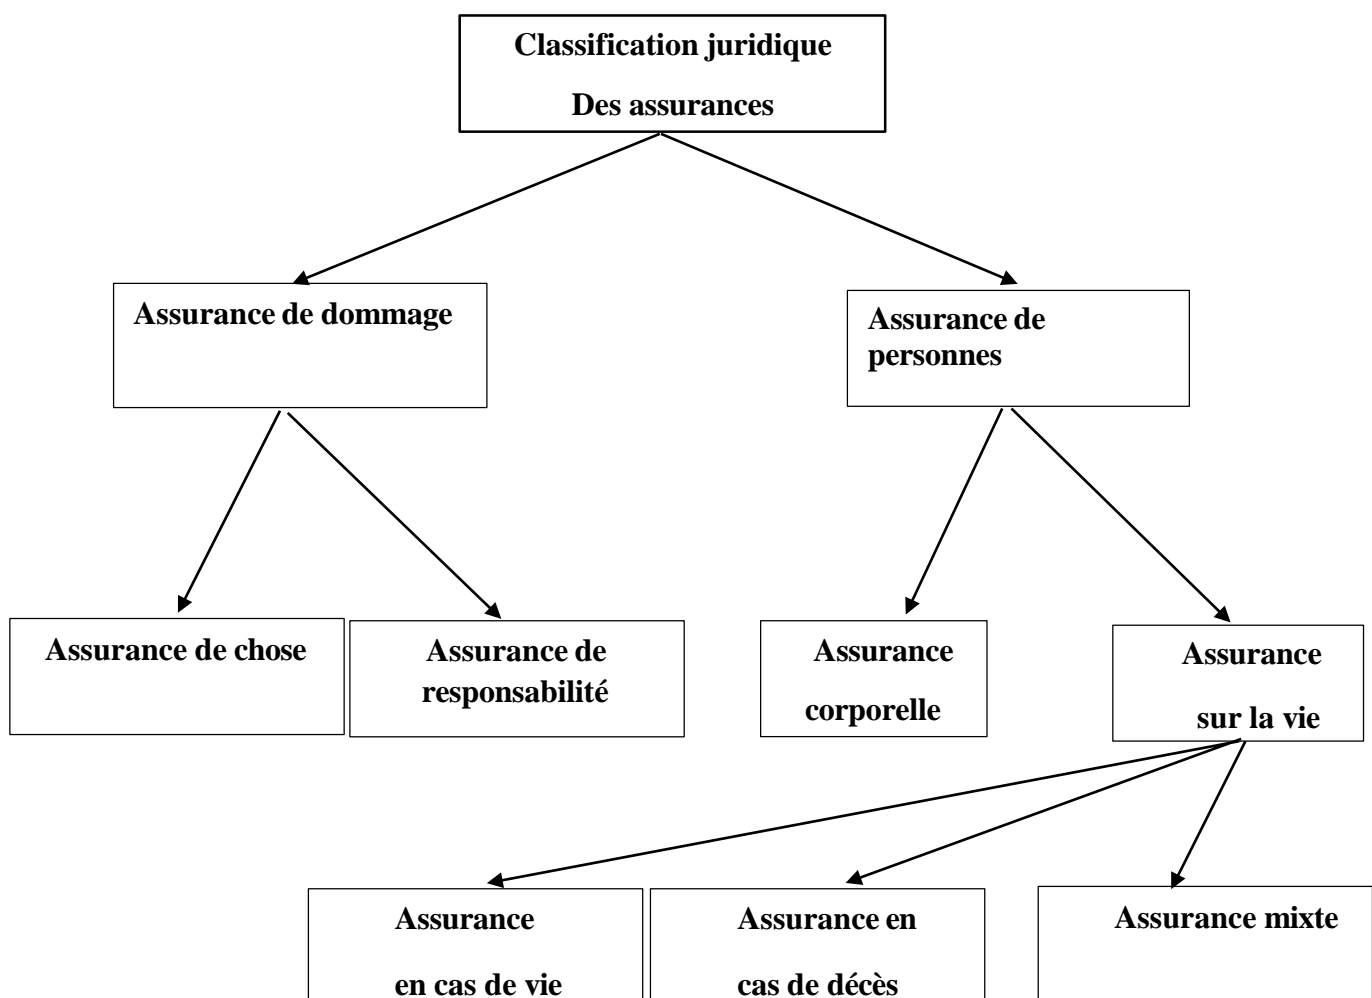 Classification juridique
Des assurances
Assurance de dommage
Assurance de
personnes
Assurance de chose
Assurance de
responsabilité
Assurance
corporelle
Assurance
sur la vie
Assurance
en cas de vie
Assurance en
cas de décès
Assurance mixte